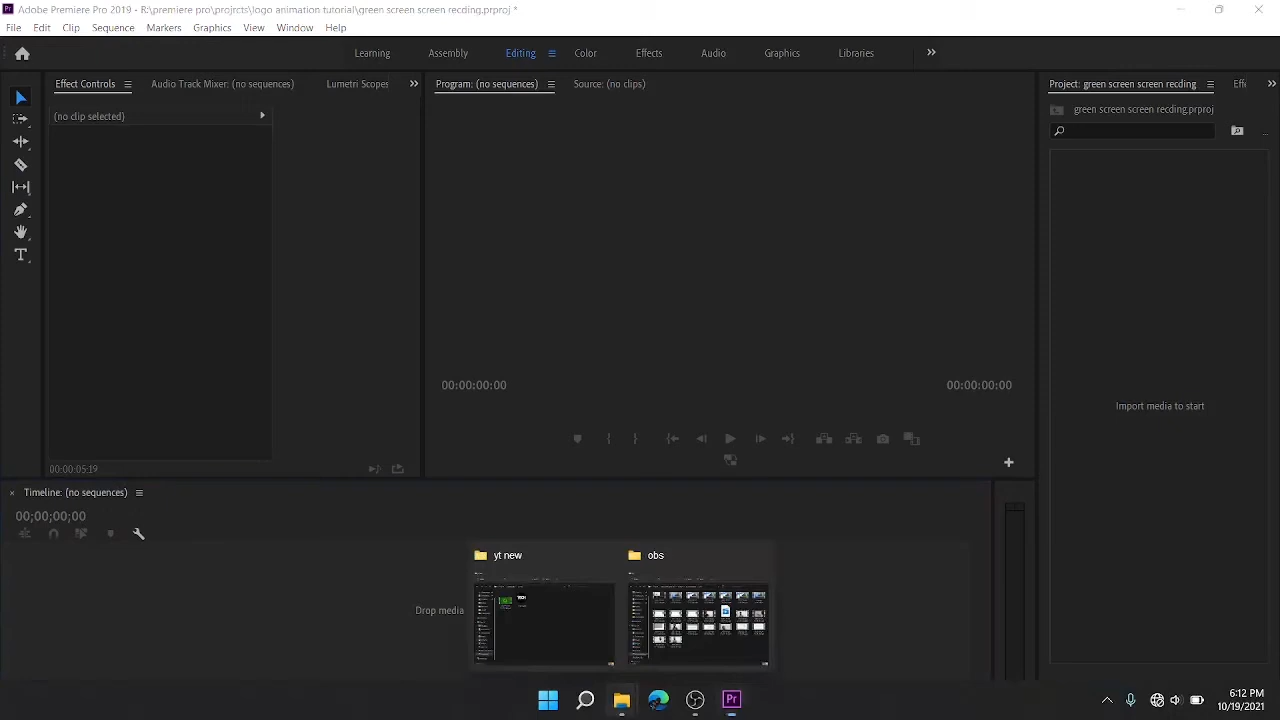 Adobe Premiere Pro 2019 - R:\premiere pro\projcts\logo animation tutorial\green screen screen recding.prproj *
File Edit Clip Sequence Markers Graphics View Window Help
Learning Assembly Editing Color Effects Audio Graphics Libraries
Effect Controls Audio Track Mixer: (no sequences) Lumetri Scopes Program: (no sequences) Source: (no clips) Project: green screen screen recding Effe
(no clip selected)
green screen screen recding.prproj
00:00:00:00 00:00:00:00
Import media to start
00:00:05:19
Timeline: (no sequences)
00;00;00;00
yt new obs
Drop media
Pr
6:12 PM
10/19/2021